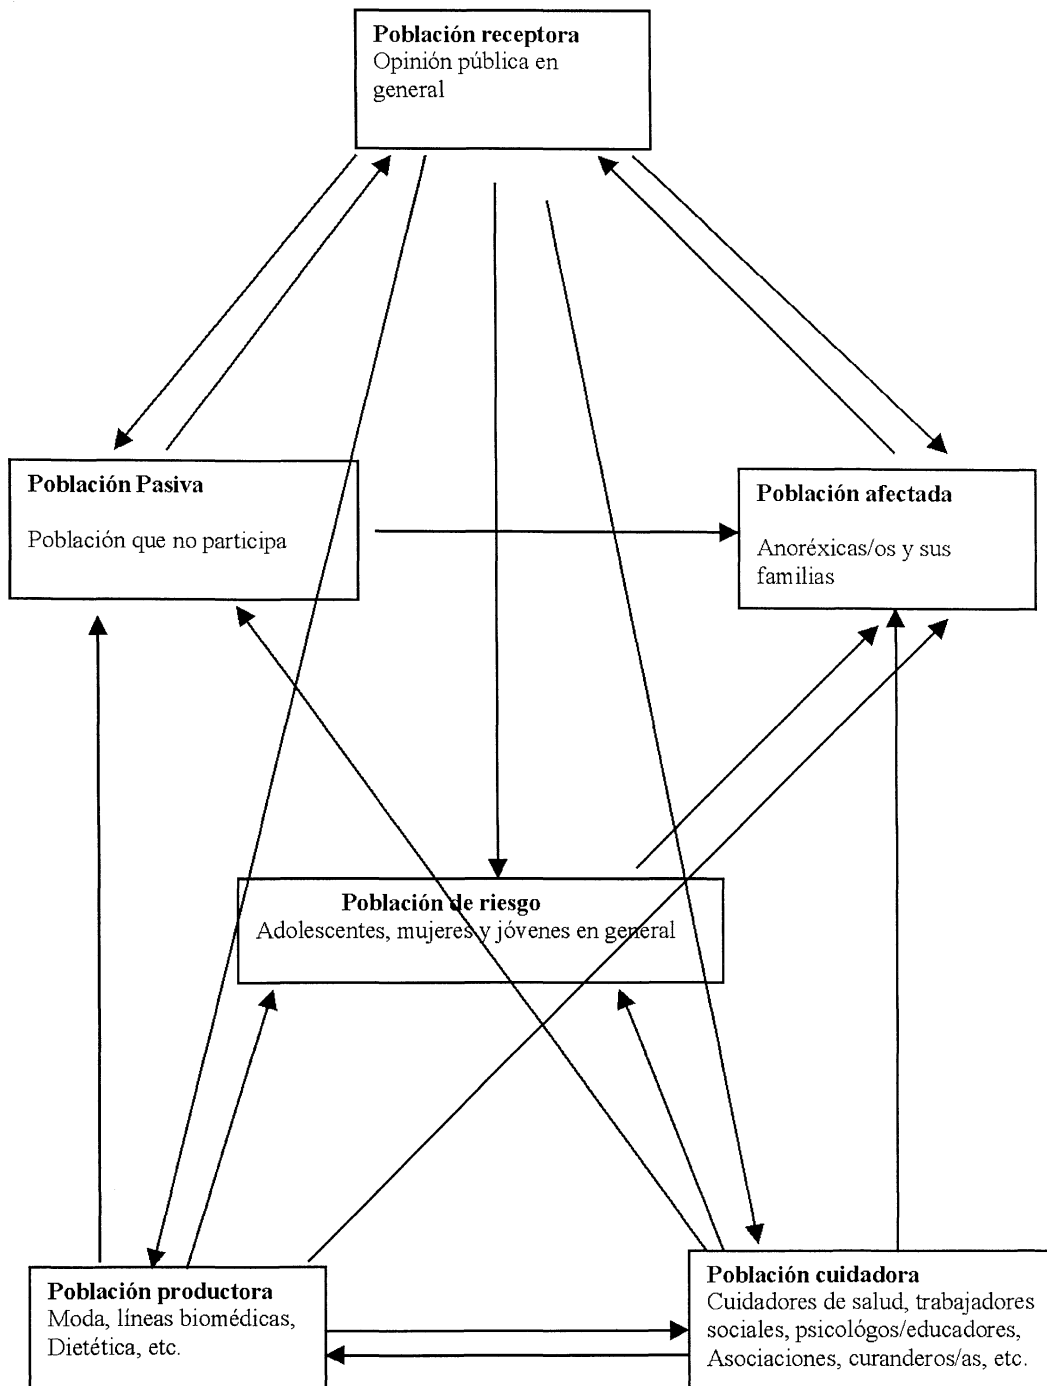 Población receptora
Opinión pública en
general
Población Pasiva
Población que no participa
Población afectada
Anoréxicas/os y sus
familias
Población de riesgo
Adolescentes, mujeres y jóvenes en general
Población productora
Moda, líneas biomédicas,
Dietética, etc.
Población cuidadora
Cuidadores de salud, trabajadores
sociales, psicológos/educadores,
Asociaciones, curanderos/as, etc.